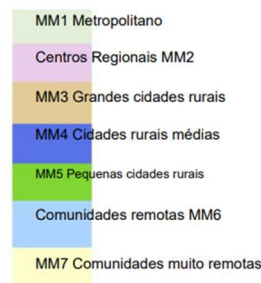 MM1 Metropolitano
Centros Regionais MM2
MM3 Grandes cidades rurais
MM4 Cidades rurais médias
MM5 Pequenas cidades rurais
Comunidades remotas MM6
MM7 Comunidades muito remotas